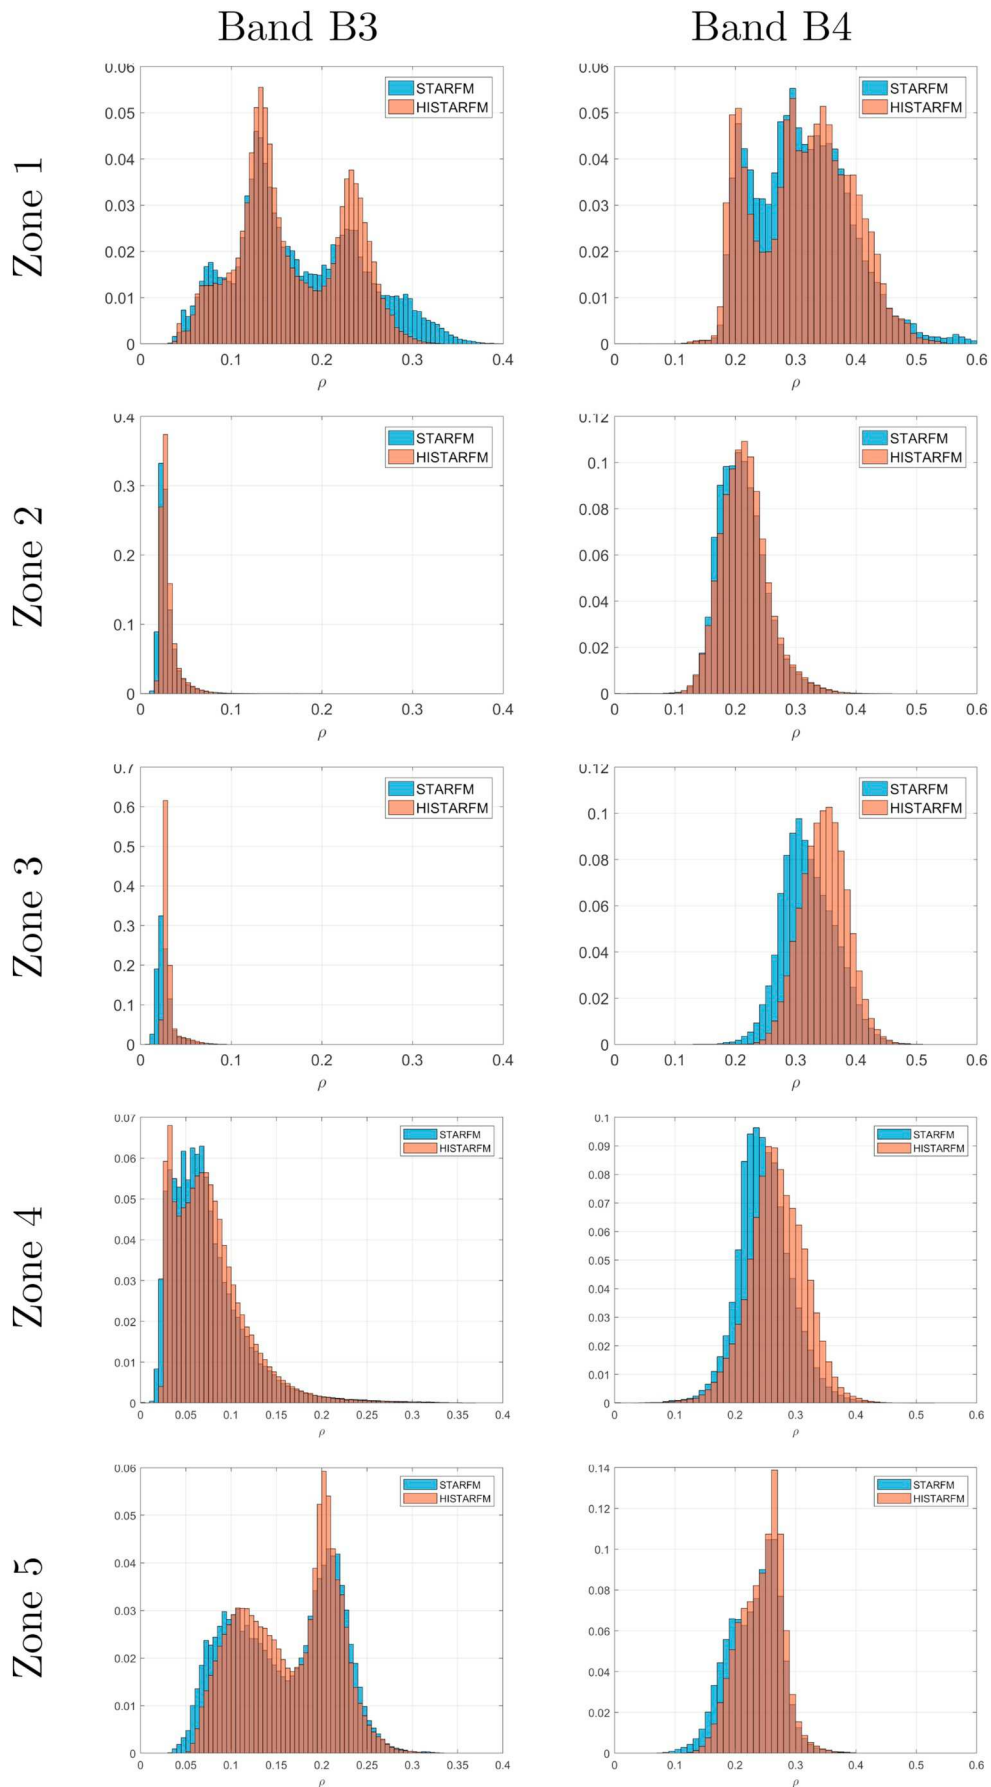 Band B3 Band B4
Zone 1
0.06 0.05 0.04 0.03 0.02 0.01 0
0 0.1 0.2 0.3 0.4
ρ
STARFM
HISTARFM
0.06 0.05 0.04 0.03 0.02 0.01 0
0 0.1 0.2 0.3 0.4 0.5 0.6
ρ
STARFM
HISTARFM
Zone 2
0.4 0.3 0.2 0.1 0
0 0.1 0.2 0.3 0.4
ρ
STARFM
HISTARFM
0.12 0.1 0.08 0.06 0.04 0.02 0
0 0.1 0.2 0.3 0.4 0.5 0.6
ρ
STARFM
HISTARFM
Zone 3
0.7 0.6 0.5 0.4 0.3 0.2 0.1 0
0 0.1 0.2 0.3 0.4
ρ
STARFM
HISTARFM
0.12 0.1 0.08 0.06 0.04 0.02 0
0 0.1 0.2 0.3 0.4 0.5 0.6
ρ
STARFM
HISTARFM
Zone 4
0.07 0.06 0.05 0.04 0.03 0.02 0.01 0
0 0.05 0.1 0.15 0.2 0.25 0.3 0.35 0.4
ρ
STARFM
HISTARFM
0.1 0.09 0.08 0.07 0.06 0.05 0.04 0.03 0.02 0.01 0
0 0.1 0.2 0.3 0.4 0.5 0.6
ρ
STARFM
HISTARFM
Zone 5
0.06 0.05 0.04 0.03 0.02 0.01 0
0 0.05 0.1 0.15 0.2 0.25 0.3 0.35 0.4
ρ
STARFM
HISTARFM
0.14 0.12 0.1 0.08 0.06 0.04 0.02 0
0 0.1 0.2 0.3 0.4 0.5 0.6
ρ
STARFM
HISTARFM